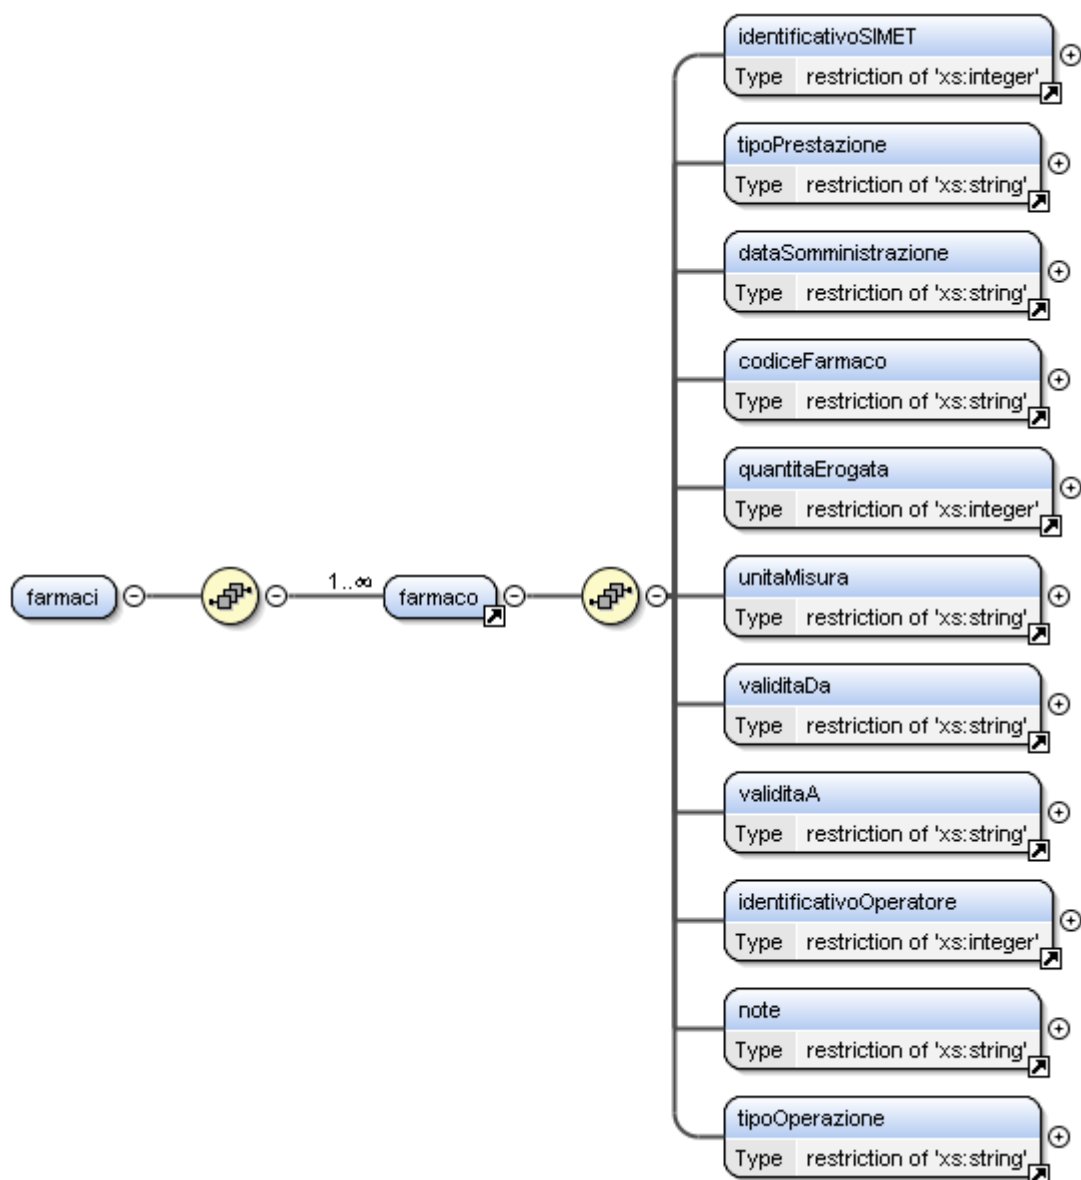 identificativoSIMET
Type restriction of 'xs:integer'
tipoPrestazione
Type restriction of 'xs:string'
dataSomministrazione
Type restriction of 'xs:string'
codiceFarmaco
Type restriction of 'xs:string'
quantitaErogata
Type restriction of 'xs:integer'
farmaci
1..∞
farmaco
unitaMisura
Type restriction of 'xs:string'
validitaDa
Type restriction of 'xs:string'
validitaA
Type restriction of 'xs:string'
identificativoOperatore
Type restriction of 'xs:integer'
note
Type restriction of 'xs:string'
tipoOperazione
Type restriction of 'xs:string'